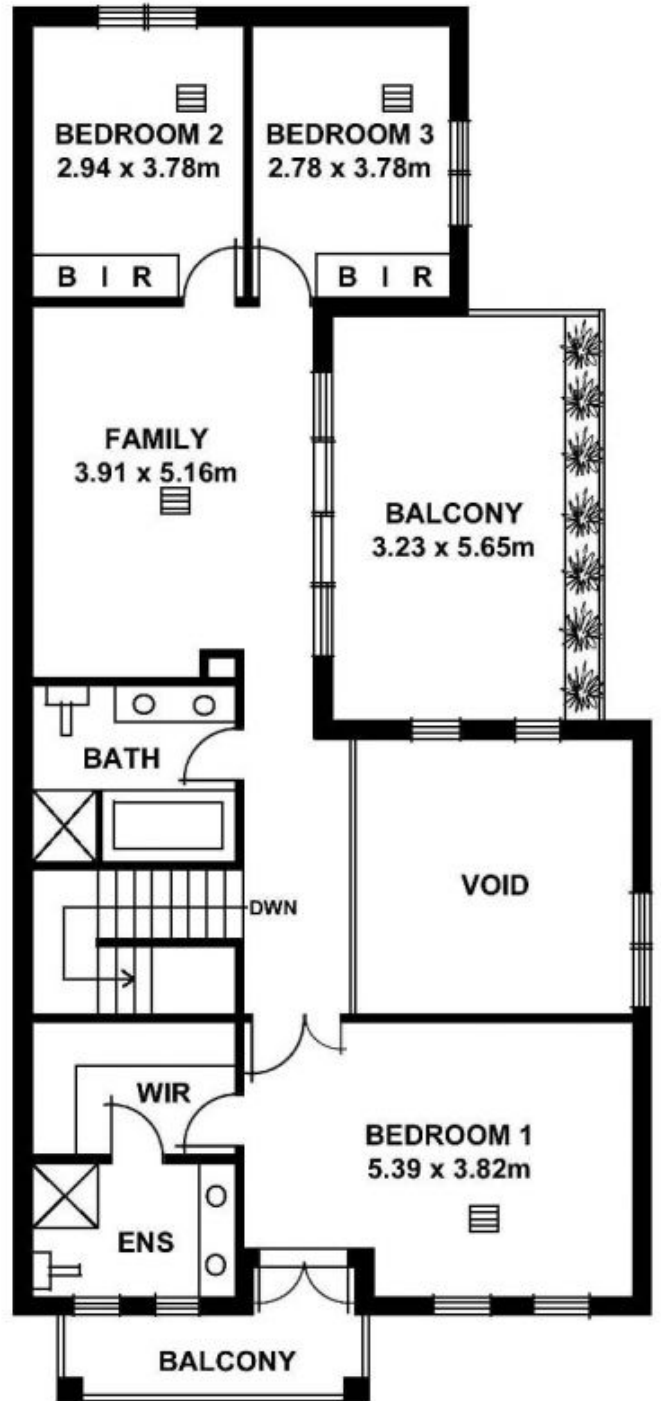 BEDROOM 2
2.94 x 3.78m
BEDROOM 3
2.78 x 3.78m
B I R
B I R
FAMILY
3.91 x 5.16m
BALCONY
3.23 x 5.65m
BATH
VOID
DWN
WIR
BEDROOM 1
5.39 x 3.82m
ENS
BALCONY